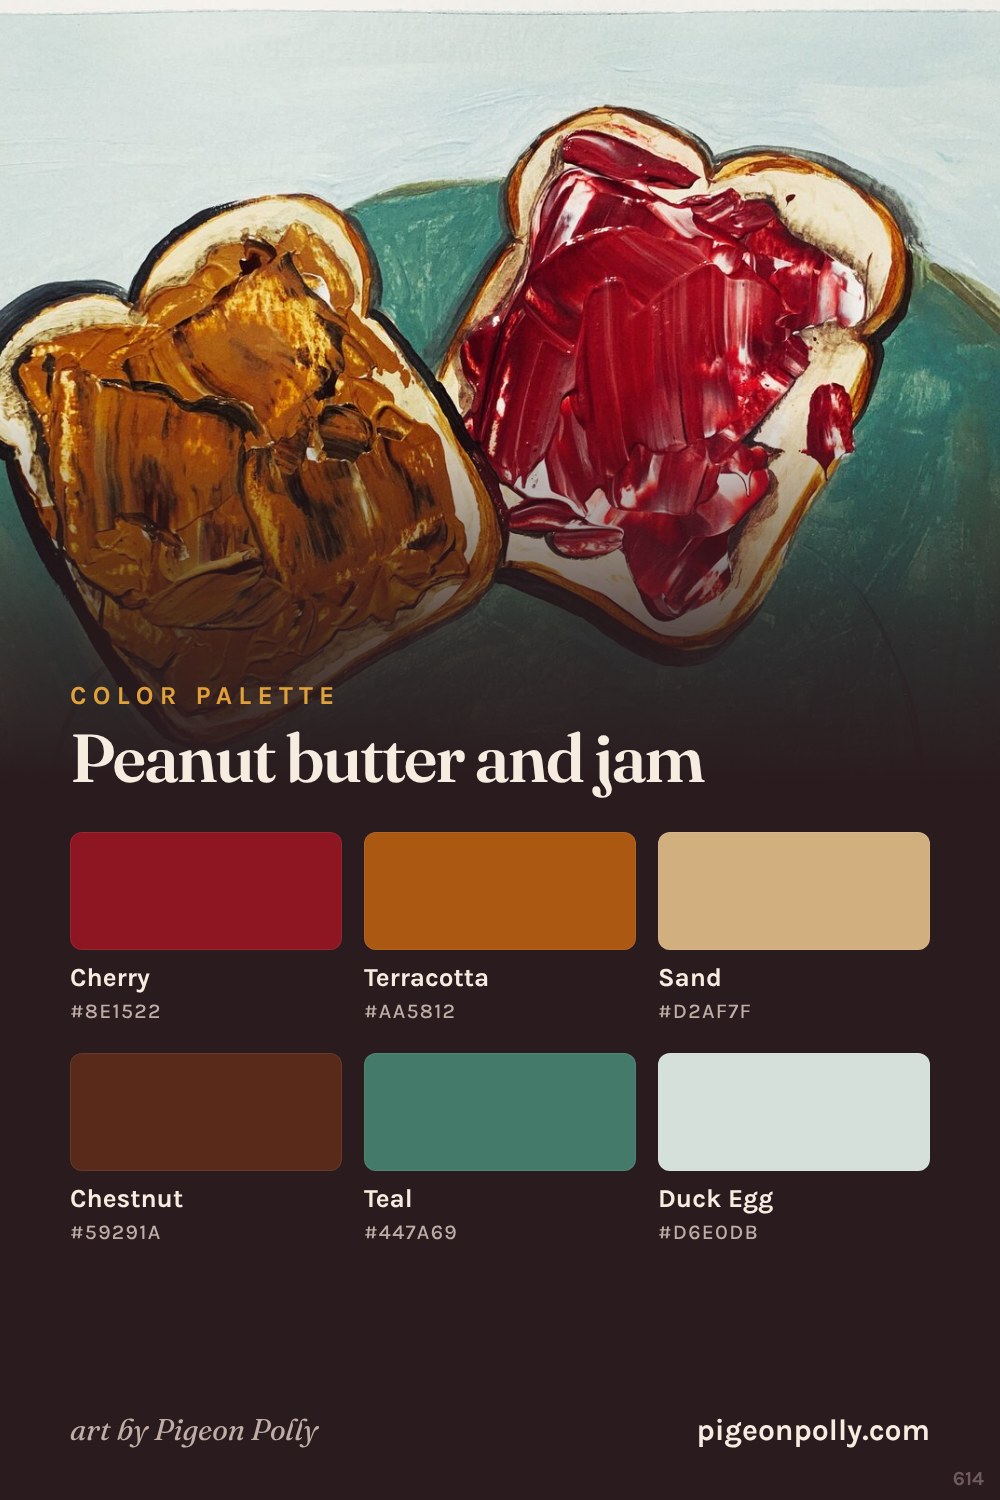 COLOR PALETTE
Peanut butter and jam
Cherry
#8E1522
Terracotta
#AA5812
Sand
#D2AF7F
Chestnut
#59291A
Teal
#447A69
Duck Egg
#D6E0DB
art by Pigeon Polly
pigeonpolly.com
614